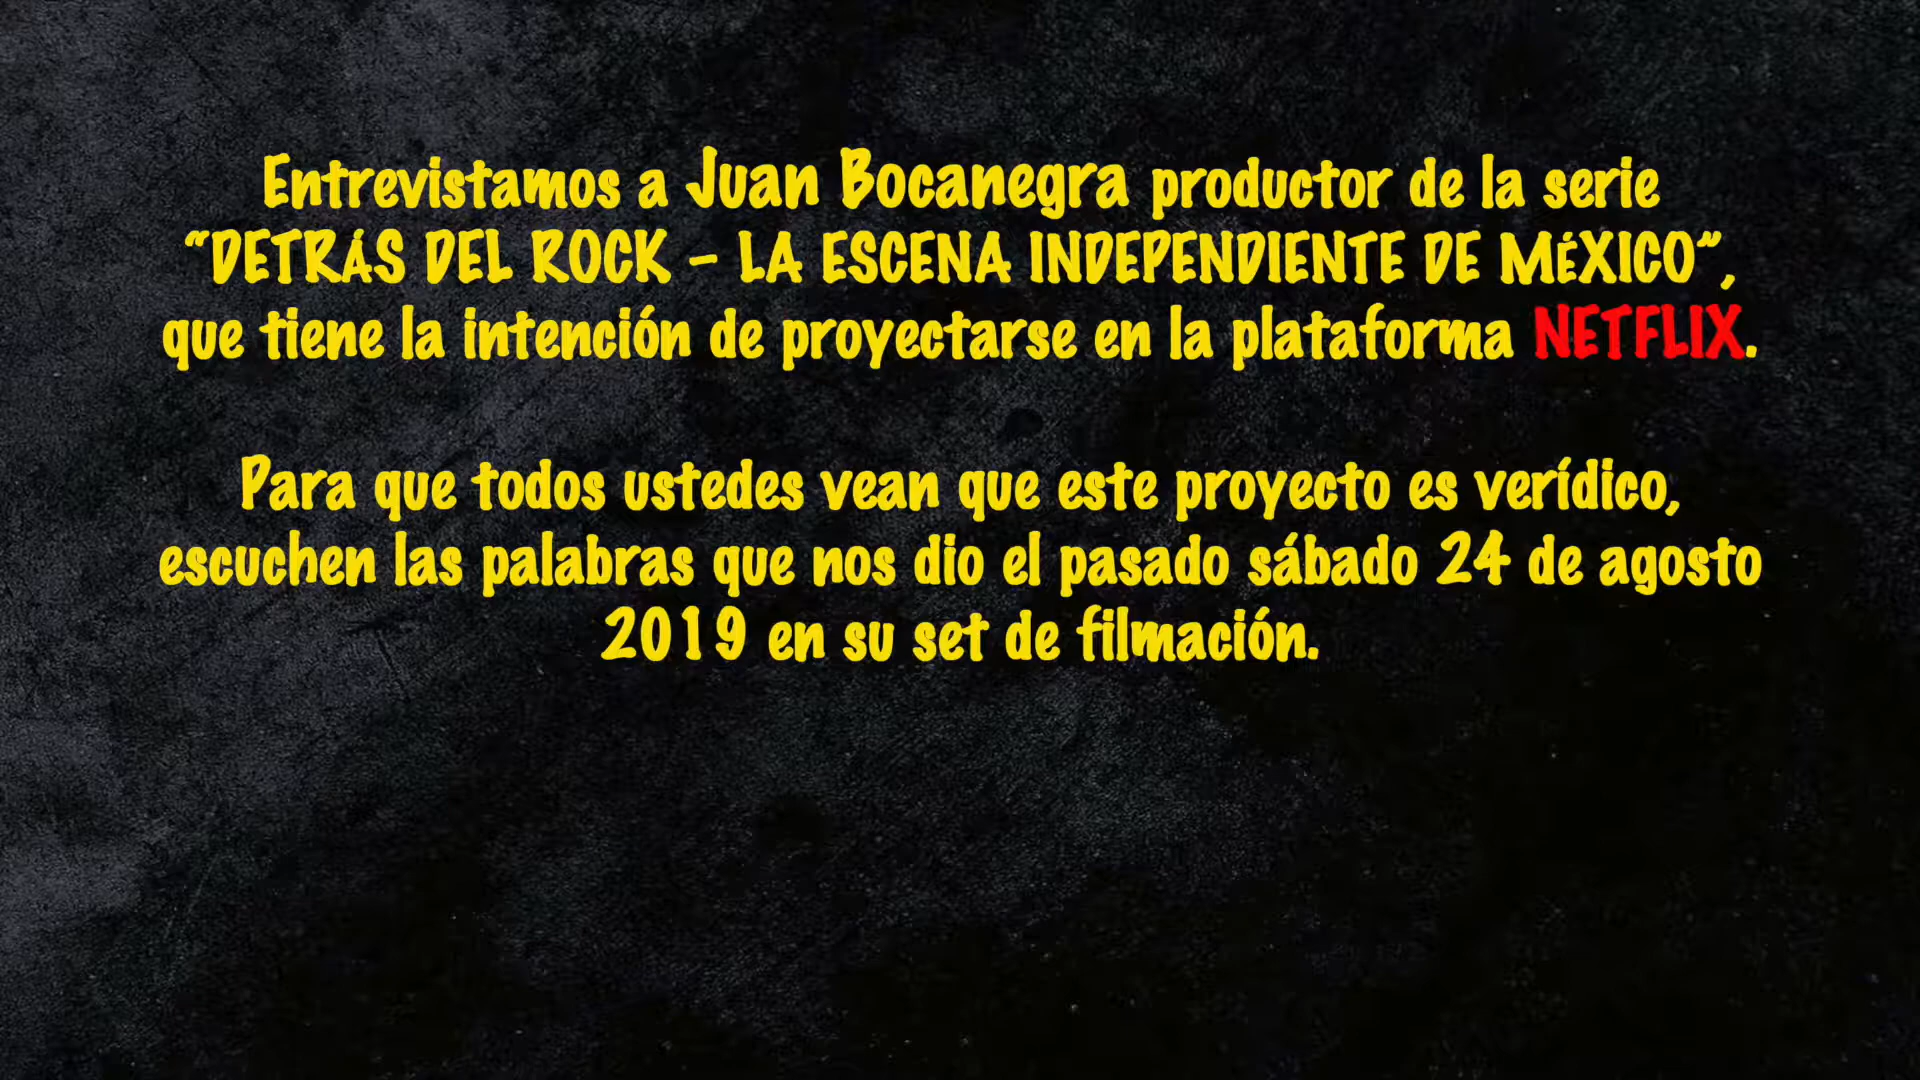 Entrevistamos a Juan Bocanegra productor de la serie
“DETRÁS DEL ROCK – LA ESCENA INDEPENDIENTE DE MÉXICO”,
que tiene la intención de proyectarse en la plataforma NETFLIX.
Para que todos ustedes vean que este proyecto es verídico,
escuchen las palabras que nos dio el pasado sábado 24 de agosto
2019 en su set de filmación.